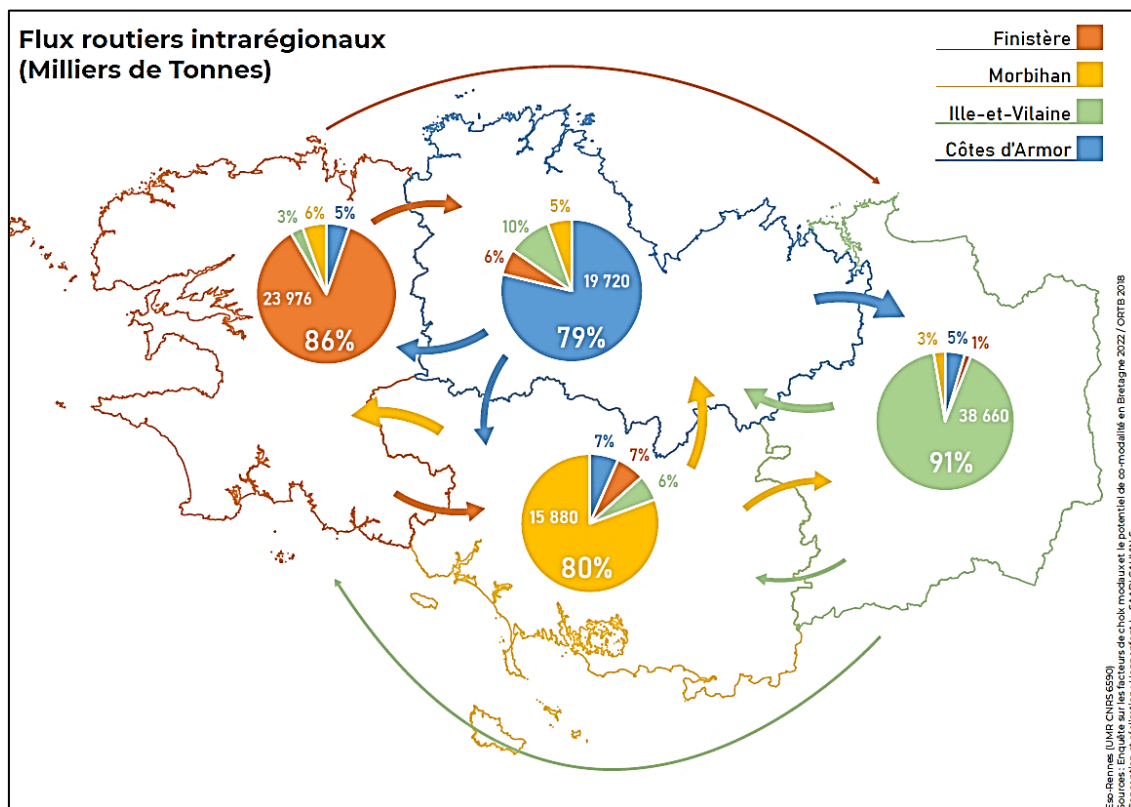 Flux routiers intrarégionaux
(Milliers de Tonnes)
Finistère
Morbihan
Ille-et-Vilaine
Côtes d'Armor
3%
6%
5%
23 976
86%
6%
10%
5%
19 720
79%
3%
5%
1%
38 660
91%
7%
7%
6%
15 880
80%
Eso-Rennes (UMR CNRS 6590)
Sources : Enquête sur les facteurs de choix modaux et le potentiel de co-modalité en Bretagne 2022 / ORTB 2018